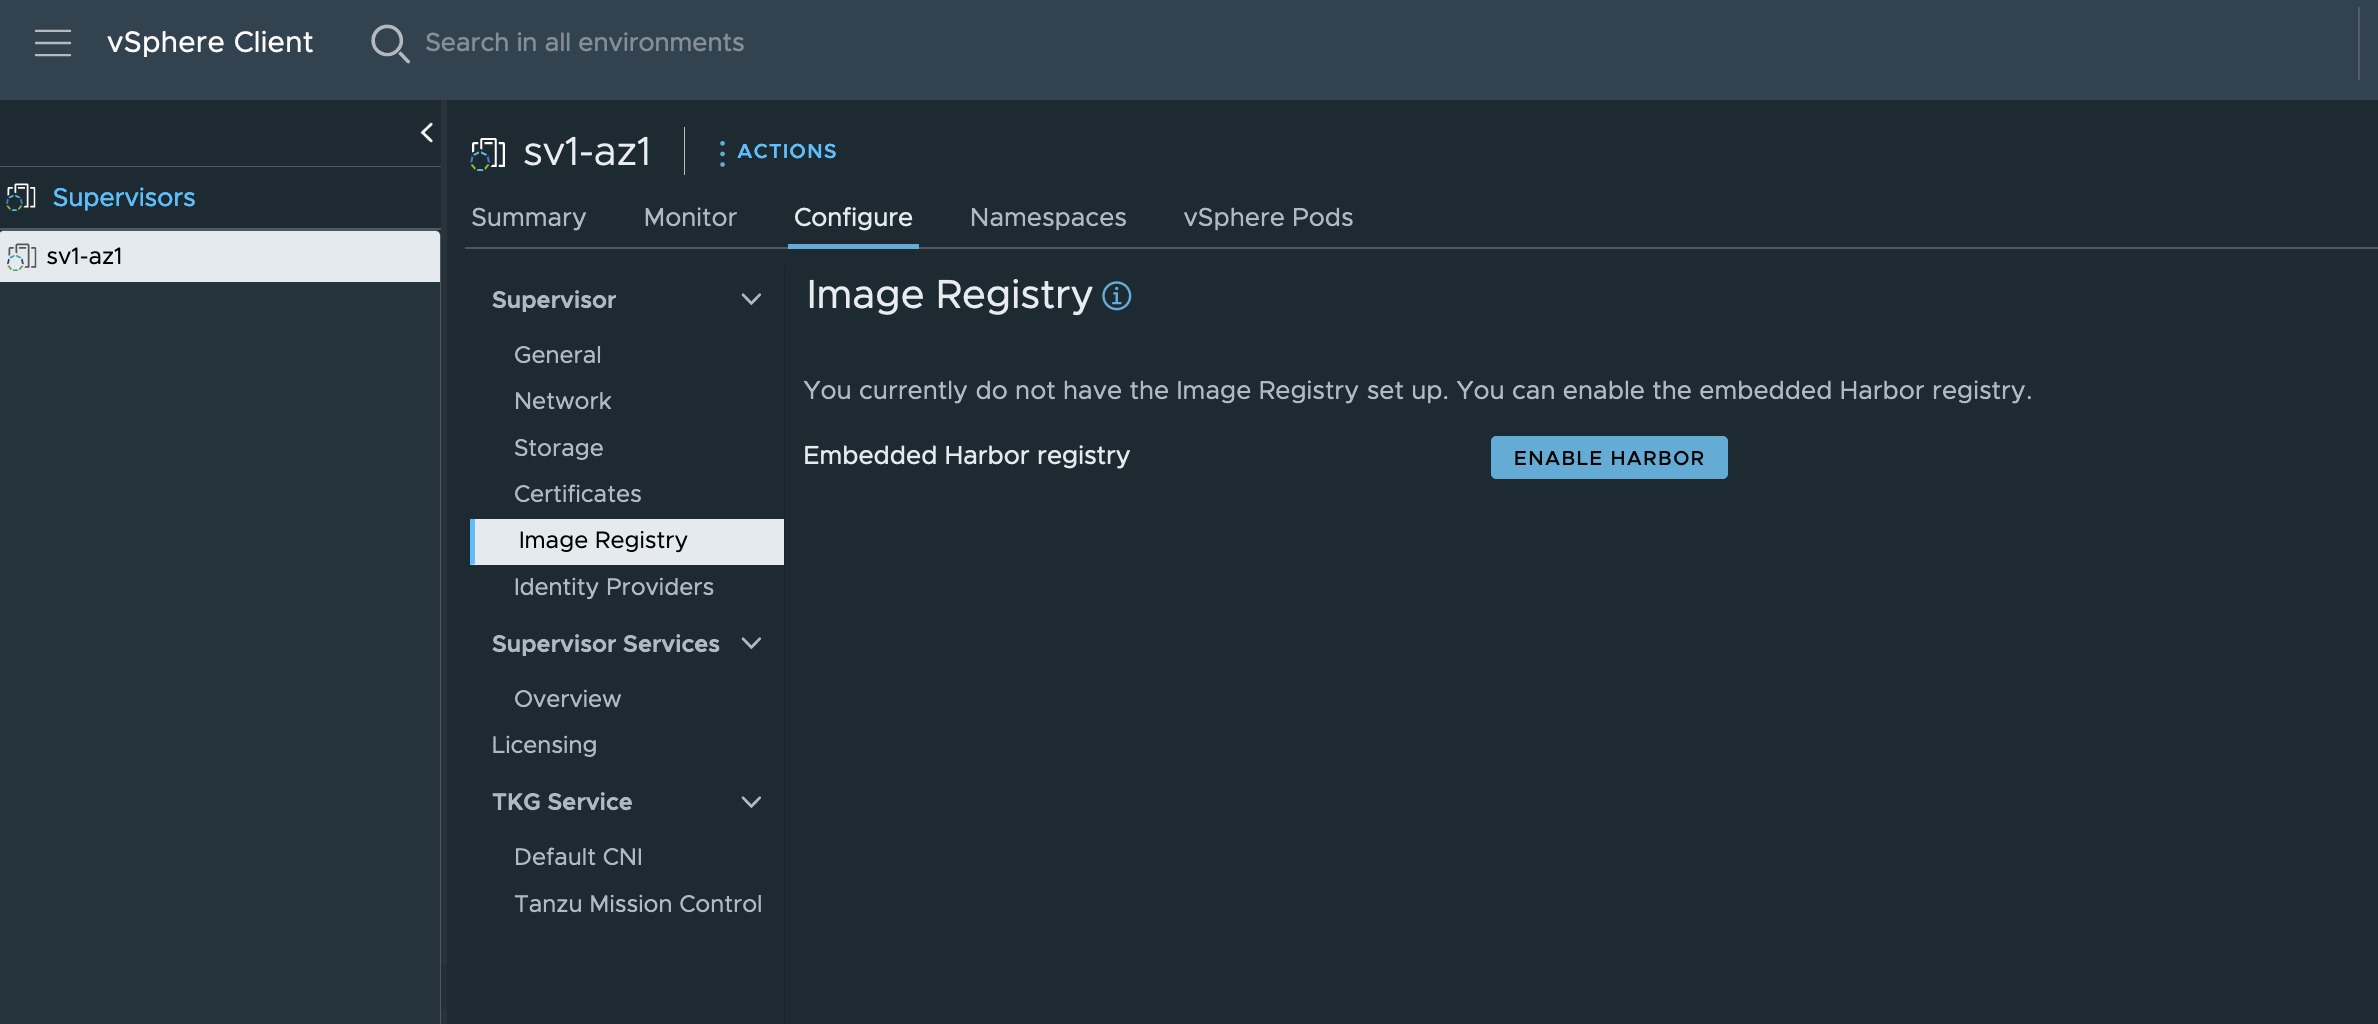 vSphere Client
Search in all environments
Supervisors
sv1-az1
sv1-az1
ACTIONS
Summary Monitor Configure Namespaces vSphere Pods
Supervisor
General
Network
Storage
Certificates
Image Registry
Identity Providers
Supervisor Services
Overview
Licensing
TKG Service
Default CNI
Tanzu Mission Control
Image Registry
You currently do not have the Image Registry set up. You can enable the embedded Harbor registry.
Embedded Harbor registry
ENABLE HARBOR